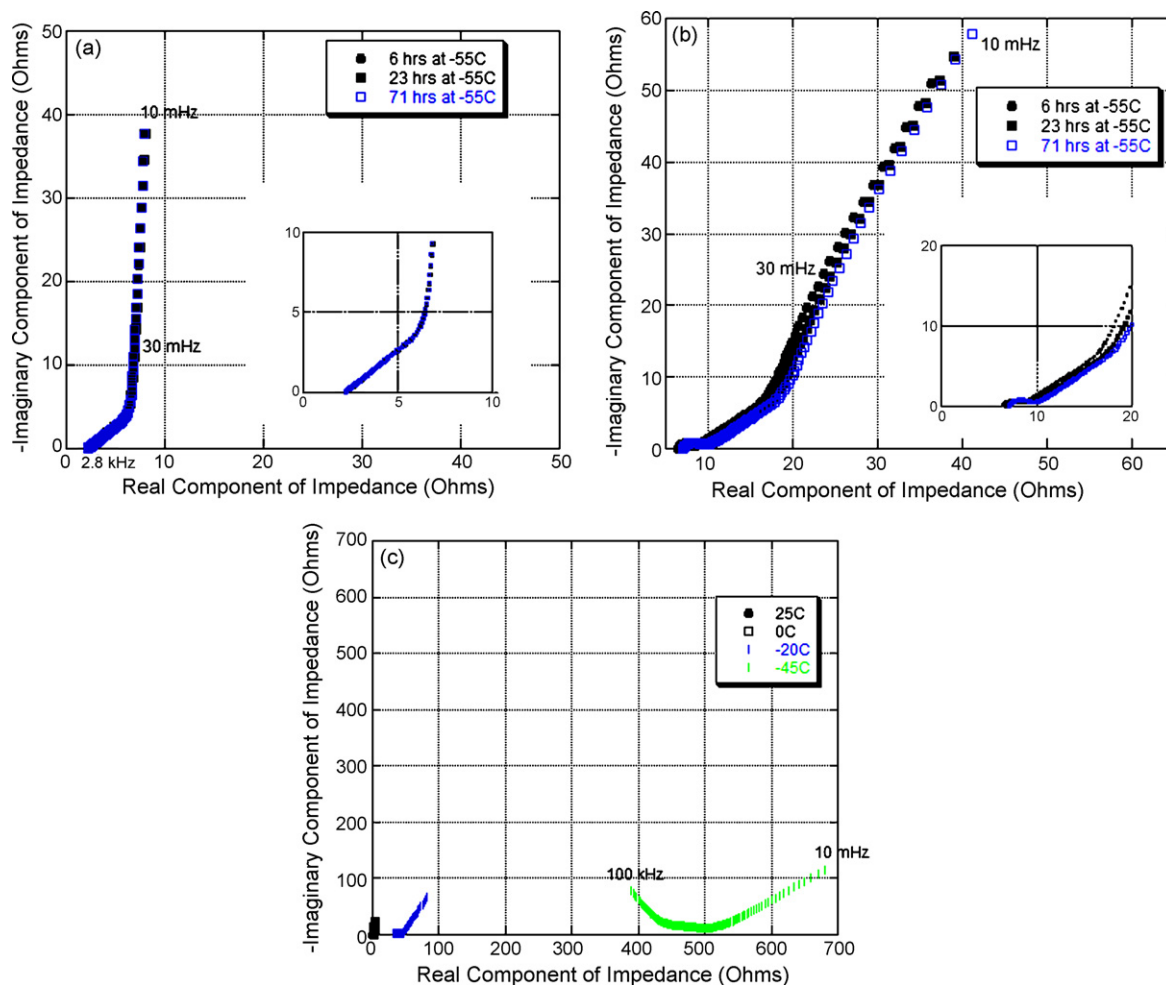 (a)
6 hrs at -55C
23 hrs at -55C
71 hrs at -55C
10 mHz
30 mHz
2.8 kHz
50
40
30
20
10
0
0 10 20 30 40 50
10
5
0
5 10
-Imaginary Component of Impedance (Ohms)
Real Component of Impedance (Ohms)
(b)
10 mHz
6 hrs at -55C
23 hrs at -55C
71 hrs at -55C
30 mHz
60
50
40
30
20
10
0
10 20 30 40 50 60
20
10
0
0 10 20
-Imaginary Component of Impedance (Ohms)
Real Component of Impedance (Ohms)
(c)
25C
0C
-20C
-45C
100 kHz
10 mHz
700
600
500
400
300
200
100
0
0 100 200 300 400 500 600 700
-Imaginary Component of Impedance (Ohms)
Real Component of Impedance (Ohms)